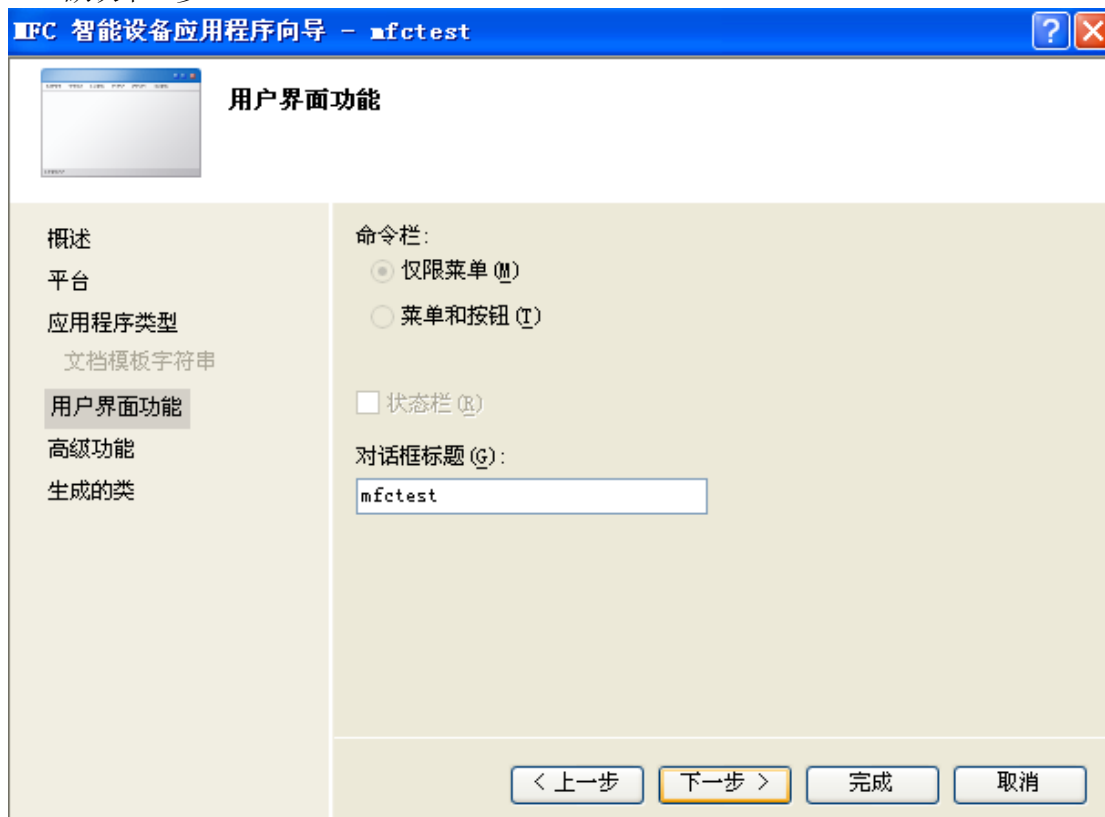 MFC 智能设备应用程序向导 - mfctest
用户界面功能
概述
平台
应用程序类型
文档模板字符串
用户界面功能
高级功能
生成的类
命令栏:
仅限菜单(M)
菜单和按钮(T)
状态栏(R)
对话框标题(G):
mfctest
< 上一步
下一步 >
完成
取消